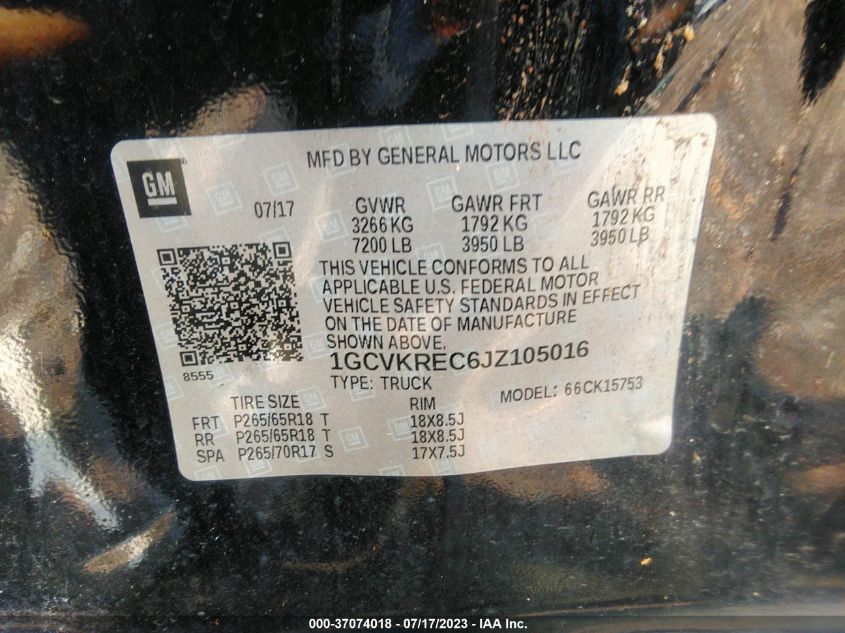 MFD BY GENERAL MOTORS LLC
GM
07/17 GVWR GAWR FRT GAWR RR
3266 KG 1792 KG 1792 KG
7200 LB 3950 LB 3950 LB
THIS VEHICLE CONFORMS TO ALL
APPLICABLE U.S. FEDERAL MOTOR
VEHICLE SAFETY STANDARDS IN EFFECT
ON THE DATE OF MANUFACTURE
SHOWN ABOVE.
1GCVKREC6JZ105016
8555
TYPE: TRUCK MODEL: 66CK15753
TIRE SIZE RIM
FRT P265/65R18 T 18X8.5J
RR P265/65R18 T 18X8.5J
SPA P265/70R17 S 17X7.5J
000-37074018 - 07/17/2023 - IAA Inc.